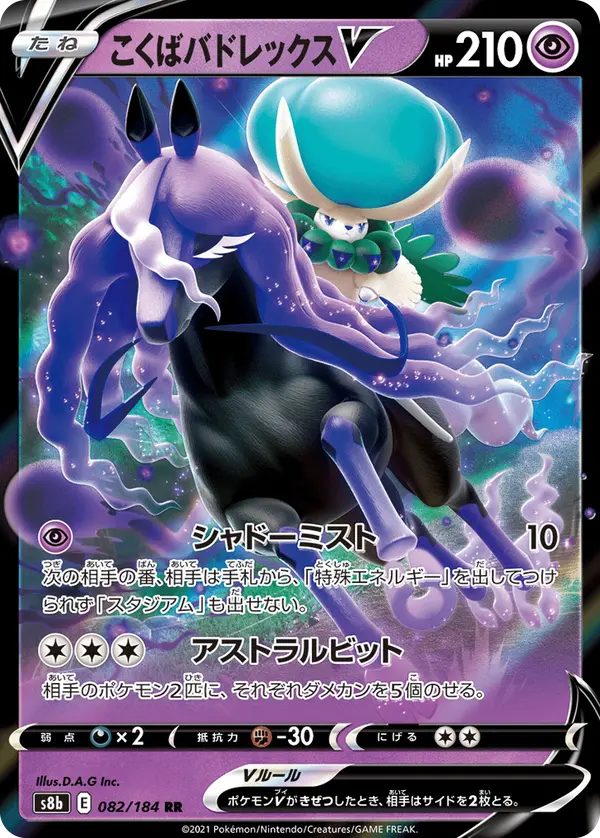 たね こくばバドレックスV HP210
シャドーミスト 10
次の相手の番、相手は手札から、「特殊エネルギー」を出してつけ
られず「スタジアム」も出せない。
アストラルビット
相手のポケモン2匹に、それぞれダメカンを5個のせる。
弱点 ×2 抵抗力 -30 にげる
Illus.D.A.G Inc.
Vルール
s8b E 082/184 RR
ポケモンVがきぜつしたとき、相手はサイドを2枚とる。
©2021 Pokémon/Nintendo/Creatures/GAME FREAK.